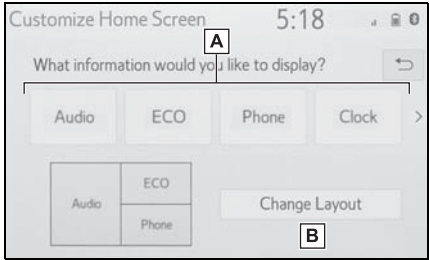 Customize Home Screen 5:18 0
A
What information would you like to display?
Audio ECO Phone Clock >
Audio ECO
Phone
Change Layout
B